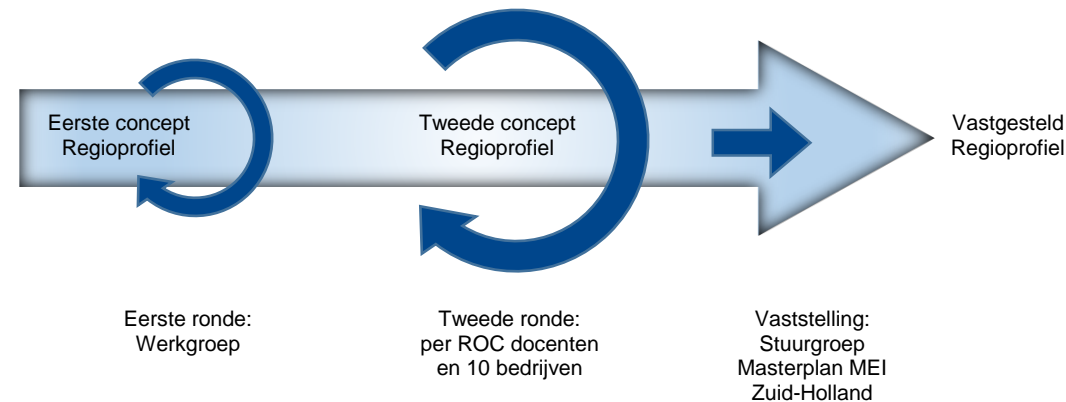 Eerste concept
Regioprofiel
Tweede concept
Regioprofiel
Vastgesteld
Regioprofiel
Eerste ronde:
Werkgroep
Tweede ronde:
per ROC docenten
en 10 bedrijven
Vaststelling:
Stuurgroep
Masterplan MEI
Zuid-Holland